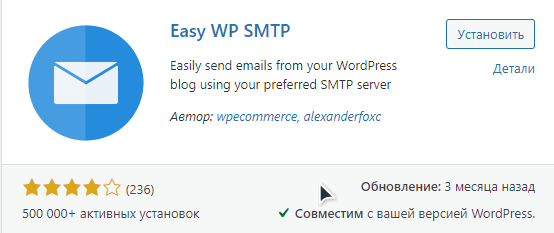 Easy WP SMTP
Установить
Easily send emails from your WordPress
blog using your preferred SMTP server
Детали
Автор: wpecommerce, alexanderfoxc
(236)
Обновление: 3 месяца назад
500 000+ активных установок
Совместим с вашей версией WordPress.